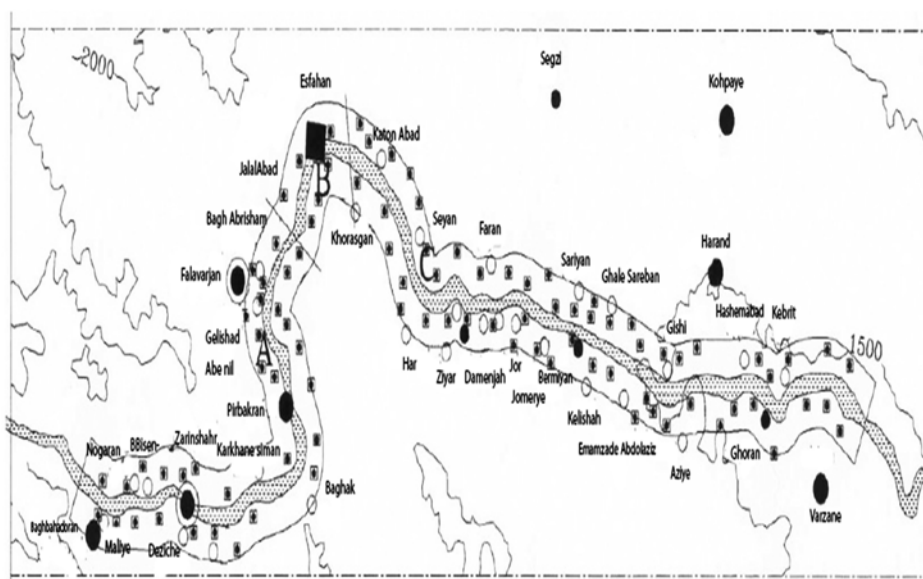 2000
Segzi
Esfahan
Kohpaye
Katon Abad
JalalAbad
B
Bagh Abrisham
Khorasgan
Seyan
Faran
Falavarjan
C
Sariyan
Ghale Sareban
Harand
Hashemabad
Kebrit
Gelishad
A
Gishi
1500
Abe nil
Har
Ziyar
Damenjah
Jor
Jomerye
Bermiyan
Kelishah
Pirbakran
Emamzade Abdolaziz
Aziye
Ghoran
Nogaran
BBisen
Zarinshahr
Karkhane siman
Baghak
Varzane
Baghbahadoran
Maliye
Deziche